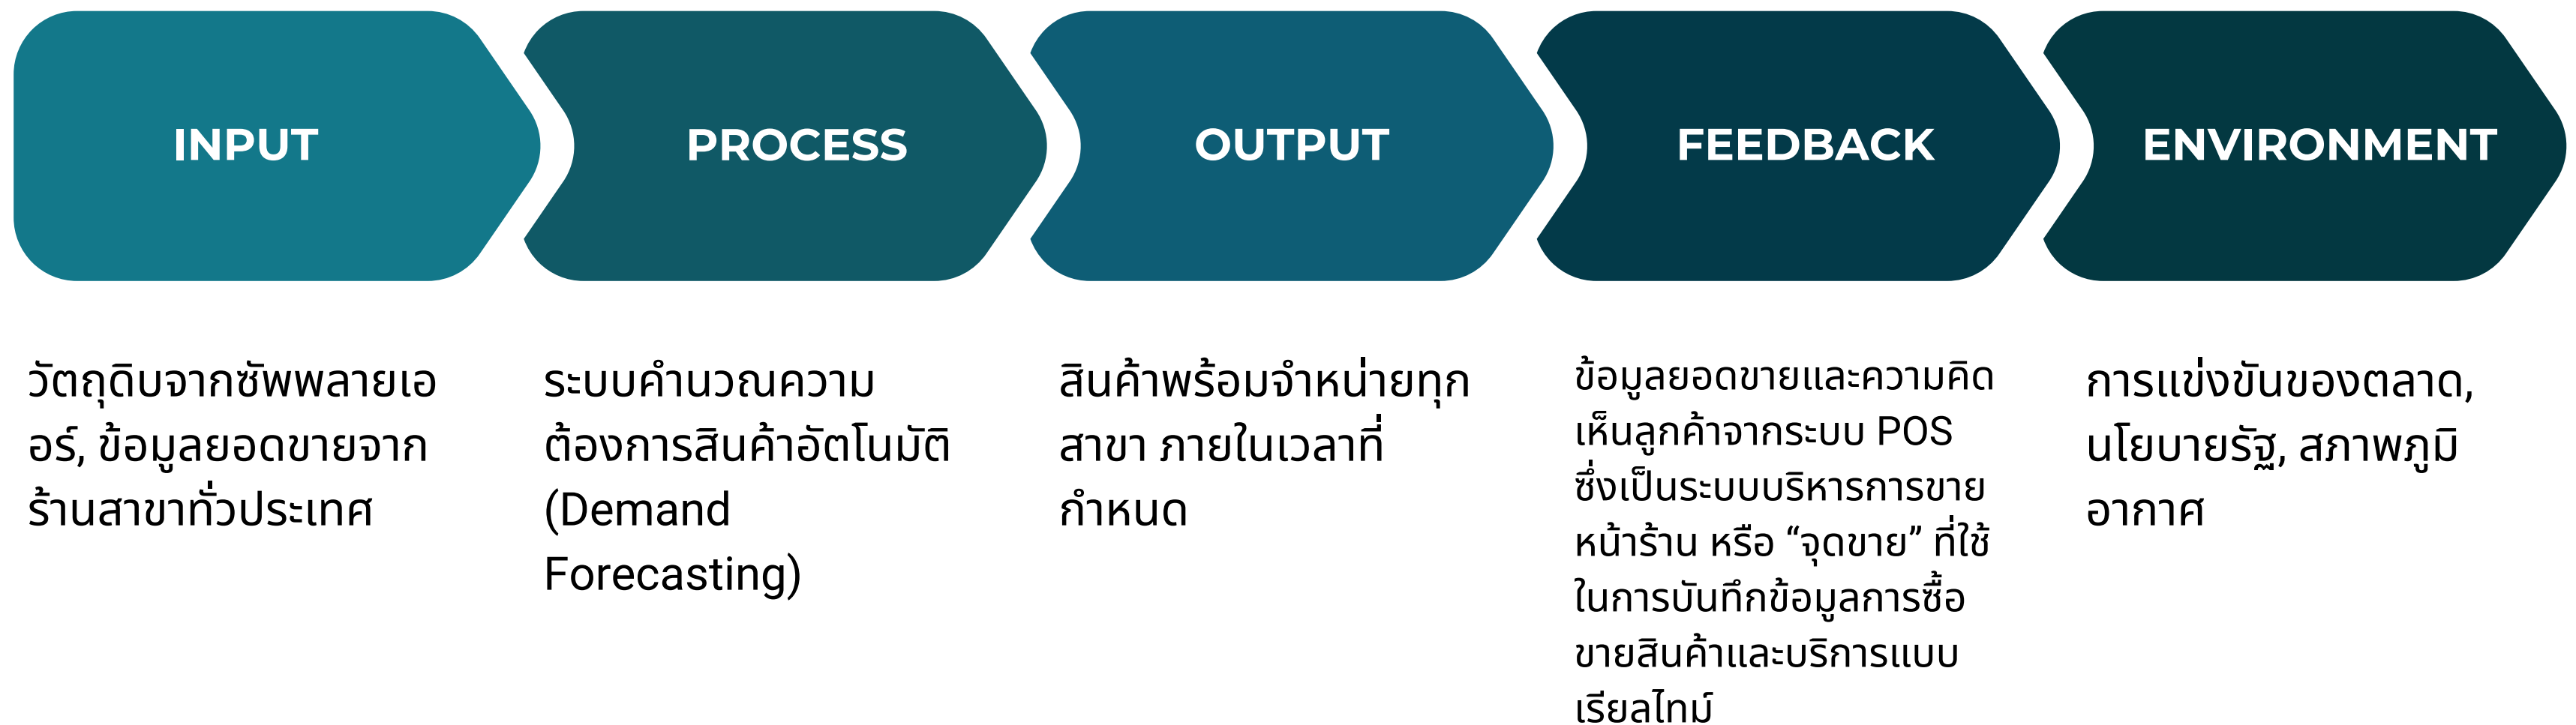 INPUT
PROCESS
OUTPUT
FEEDBACK
ENVIRONMENT
วัตถุดิบจากซัพพลายเอ
อร์, ข้อมูลยอดขายจาก
ร้านสาขาทั่วประเทศ
ระบบคำนวณความ
ต้องการสินค้าอัตโนมัติ
(Demand
Forecasting)
สินค้าพร้อมจำหน่ายทุก
สาขา ภายในเวลาที่
กำหนด
ข้อมูลยอดขายและความคิด
เห็นลูกค้าจากระบบ POS
ซึ่งเป็นระบบบริหารการขาย
หน้าร้าน หรือ “จุดขาย” ที่ใช้
ในการบันทึกข้อมูลการซื้อ
ขายสินค้าและบริการแบบ
เรียลไทม์
การแข่งขันของตลาด,
นโยบายรัฐ, สภาพภูมิ
อากาศ